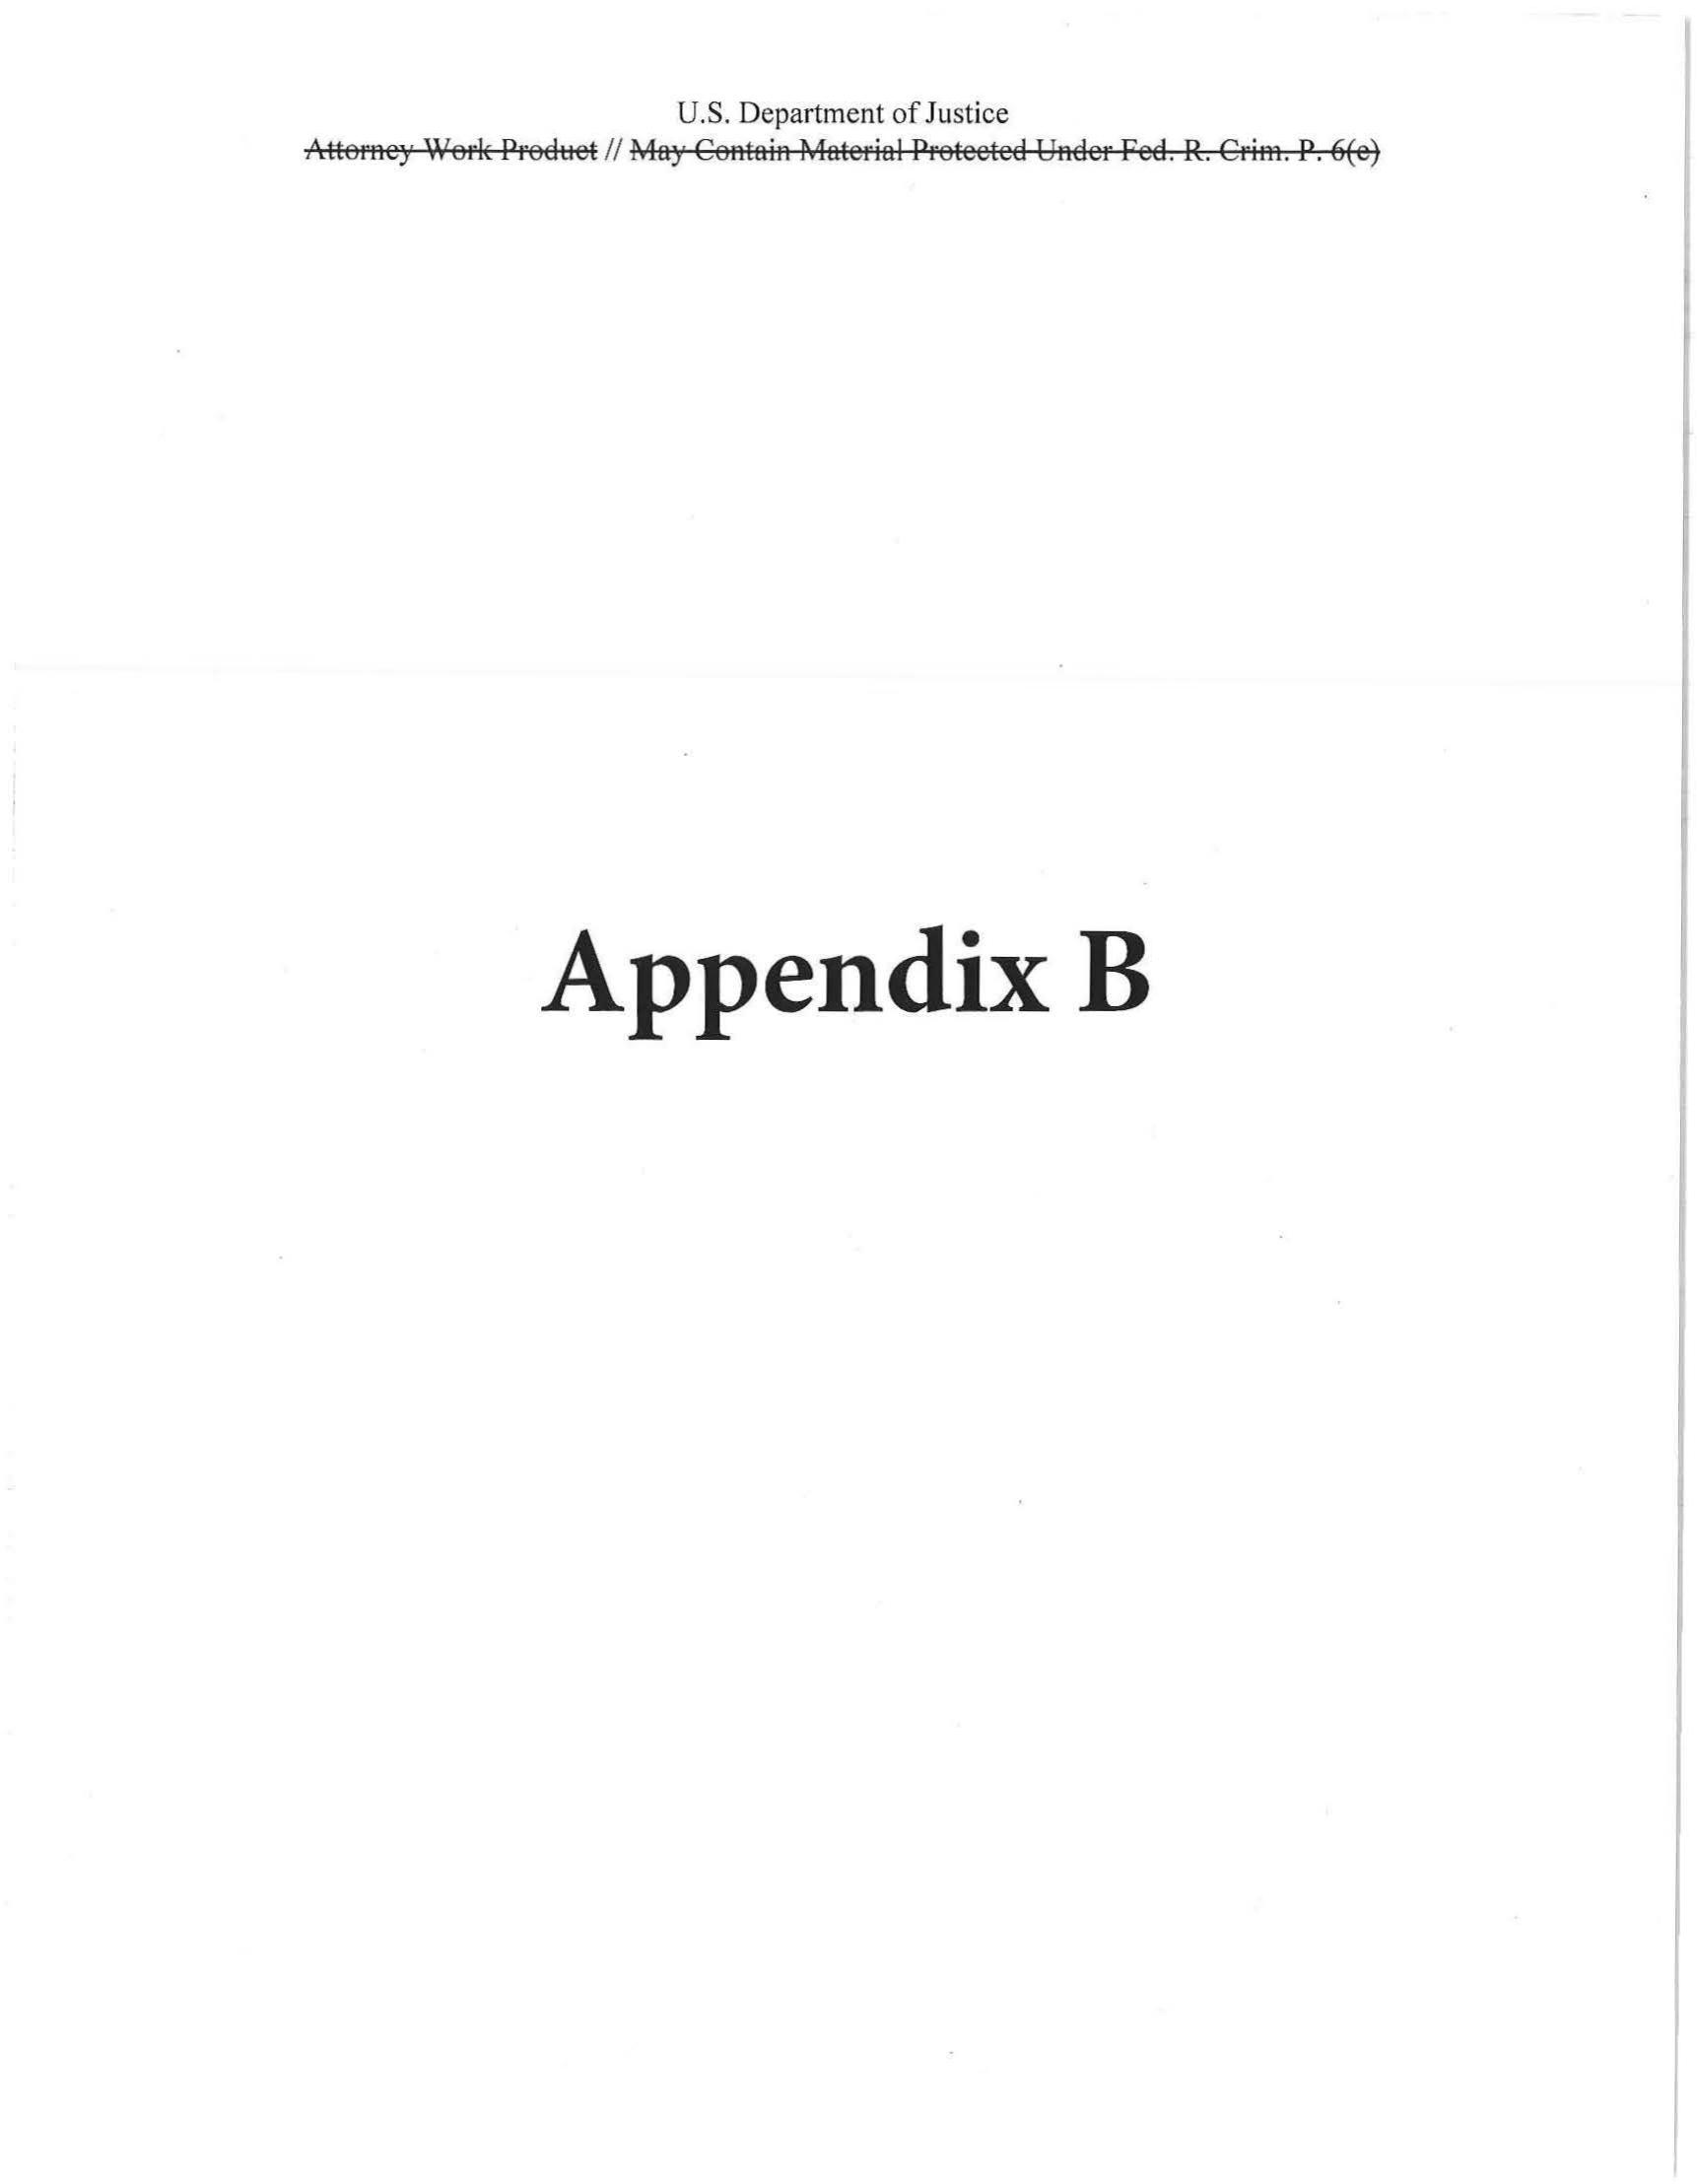 U.S. Department of Justice
Attorney Work Product // May Contain Material Protected Under Fed. R. Crim. P. 6(e)
Appendix B